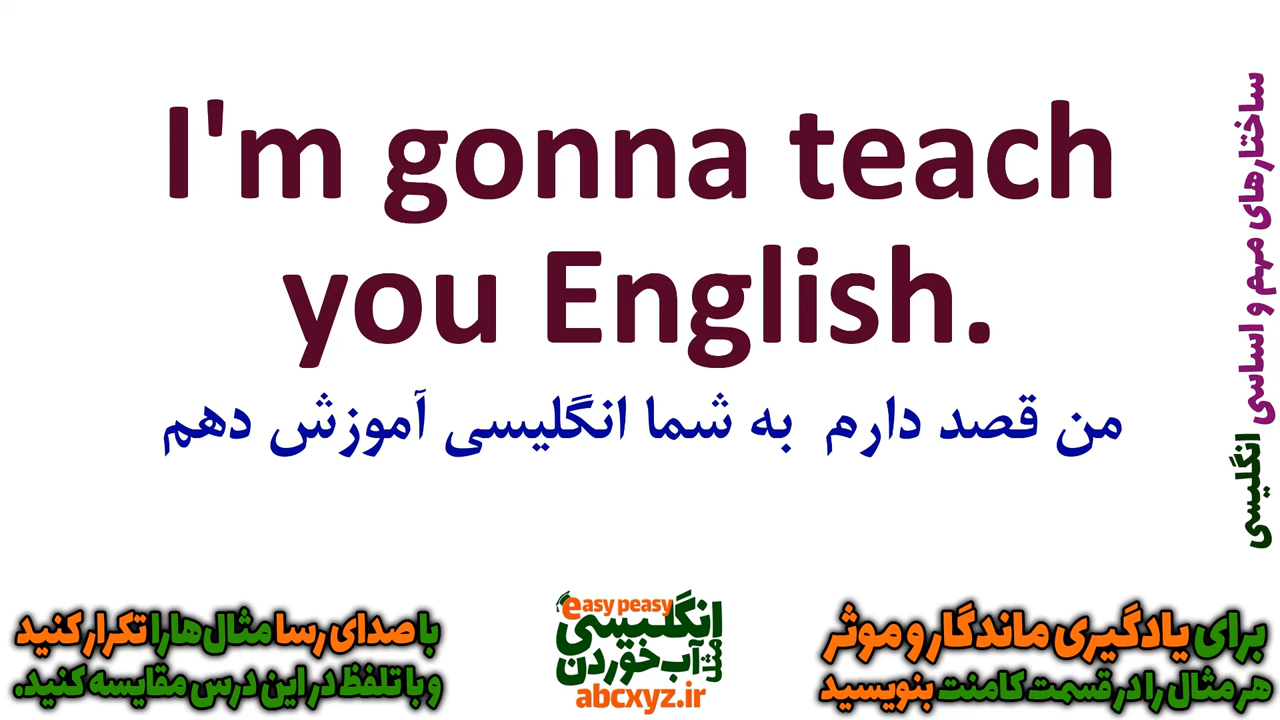 I'm gonna teach
you English.
من قصد دارم به شما انگلیسی آموزش دهم
ساختارهای مهم و اساسی انگلیسی
برای یادگیری ماندگار و موثر
هر مثال را در قسمت کامنت بنویسید
easy peasy
انگلیسی
مثل
آب خوردن
abcxyz.ir
با صدای رسا مثال‌ها را تکرار کنید
و با تلفظ در این درس مقایسه کنید.